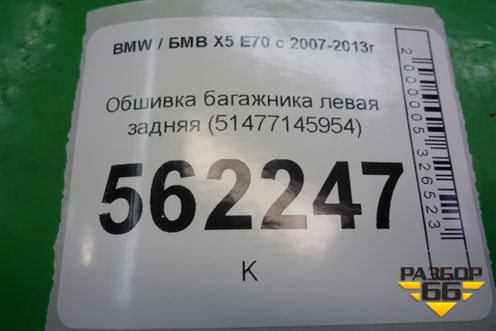 BMW / БМВ X5 E70 с 2007-2013г
Обшивка багажника левая
задняя (51477145954)
562247
К
2000005326523
РАЗБОР
66